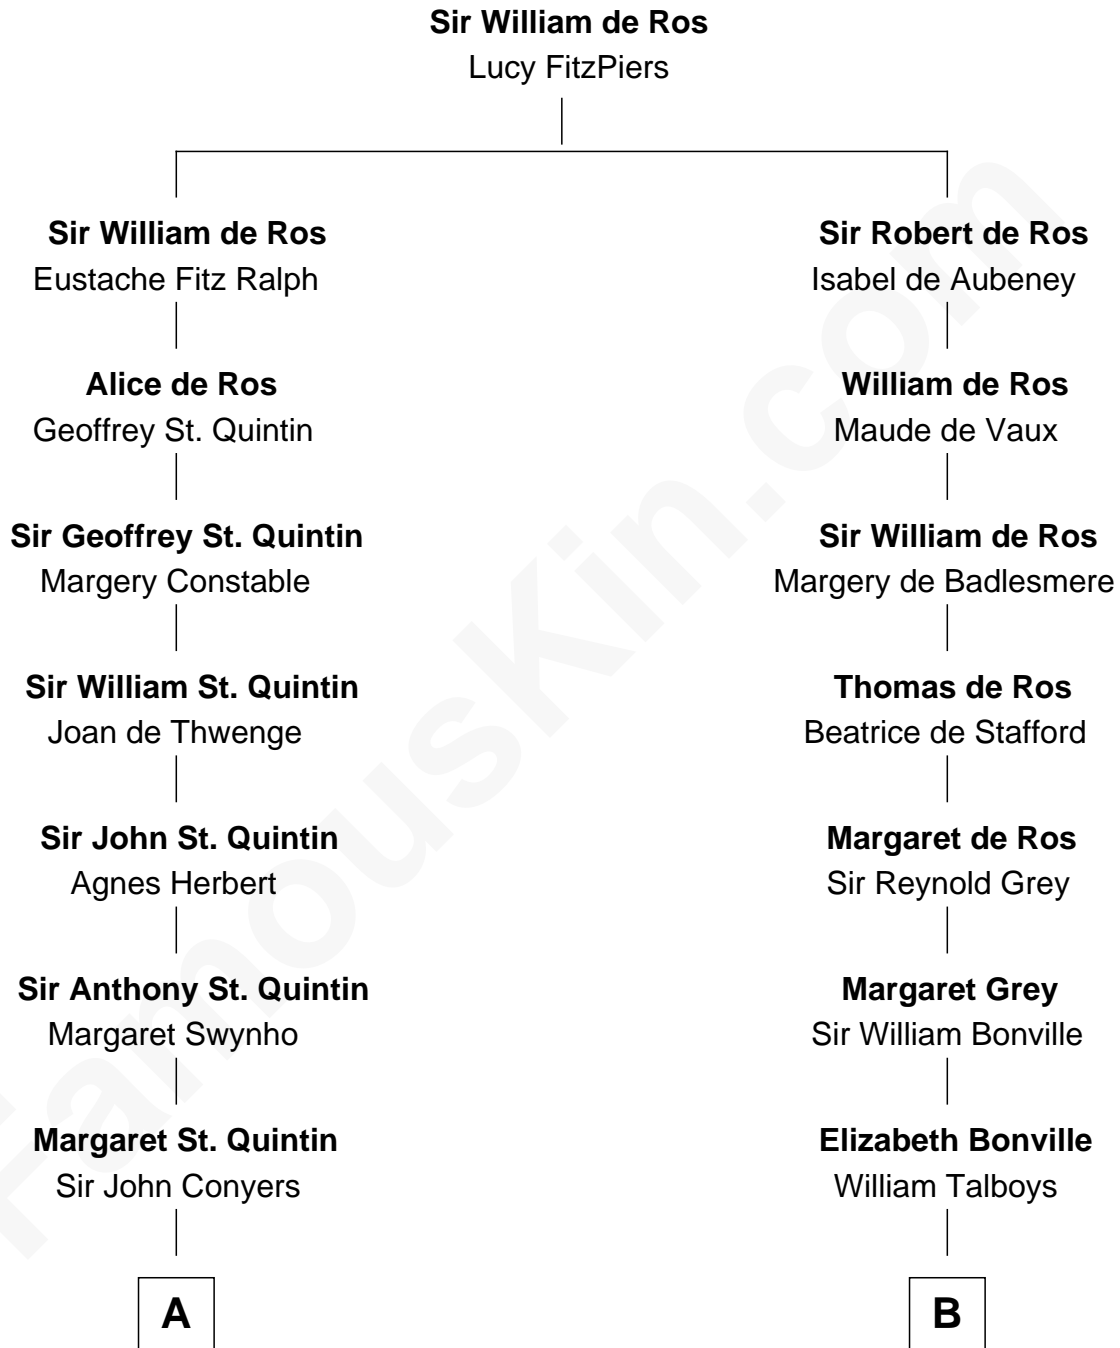 Sir William de Ros
Lucy FitzPiers
Sir William de Ros
Eustache Fitz Ralph
Alice de Ros
Geoffrey St. Quintin
Sir Geoffrey St. Quintin
Margery Constable
Sir William St. Quintin
Joan de Thwenge
Sir John St. Quintin
Agnes Herbert
Sir Anthony St. Quintin
Margaret Swynho
Margaret St. Quintin
Sir John Conyers
A
Sir Robert de Ros
Isabel de Aubeney
William de Ros
Maude de Vaux
Sir William de Ros
Margery de Badlesmere
Thomas de Ros
Beatrice de Stafford
Margaret de Ros
Sir Reynold Grey
Margaret Grey
Sir William Bonville
Elizabeth Bonville
William Talboys
B
FamousKin.com